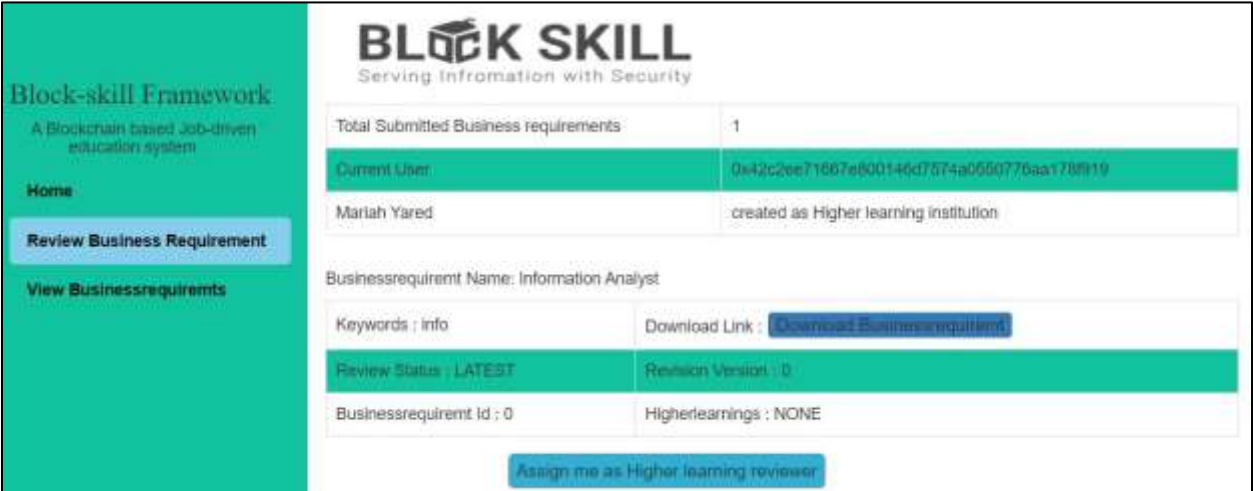 Block-skill Framework
A Blockchain based Job-driven
education system
Home
Review Business Requirement
View Businessrequiremts
BLOCK SKILL
Serving Infromation with Security
Total Submitted Business requirements 1
Current User
Mariah Yared created as Higher learning institution
Businessrequiremt Name: Information Analyst
Keywords : info Download Link : Download Businessrequiremt
Review Status : LATEST Revision Version : 0
Businessrequiremt Id : 0 Higherlearnings : NONE
Assign me as Higher learning reviewer